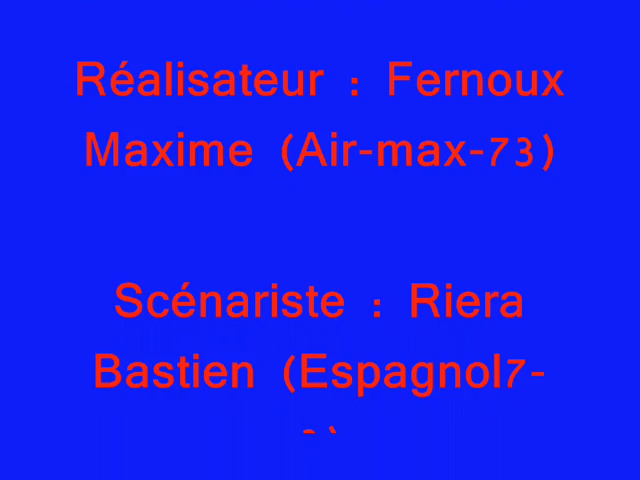 Réalisateur : Fernoux
Maxime (Air-max-73)
Scénariste : Riera
Bastien (Espagnol7-